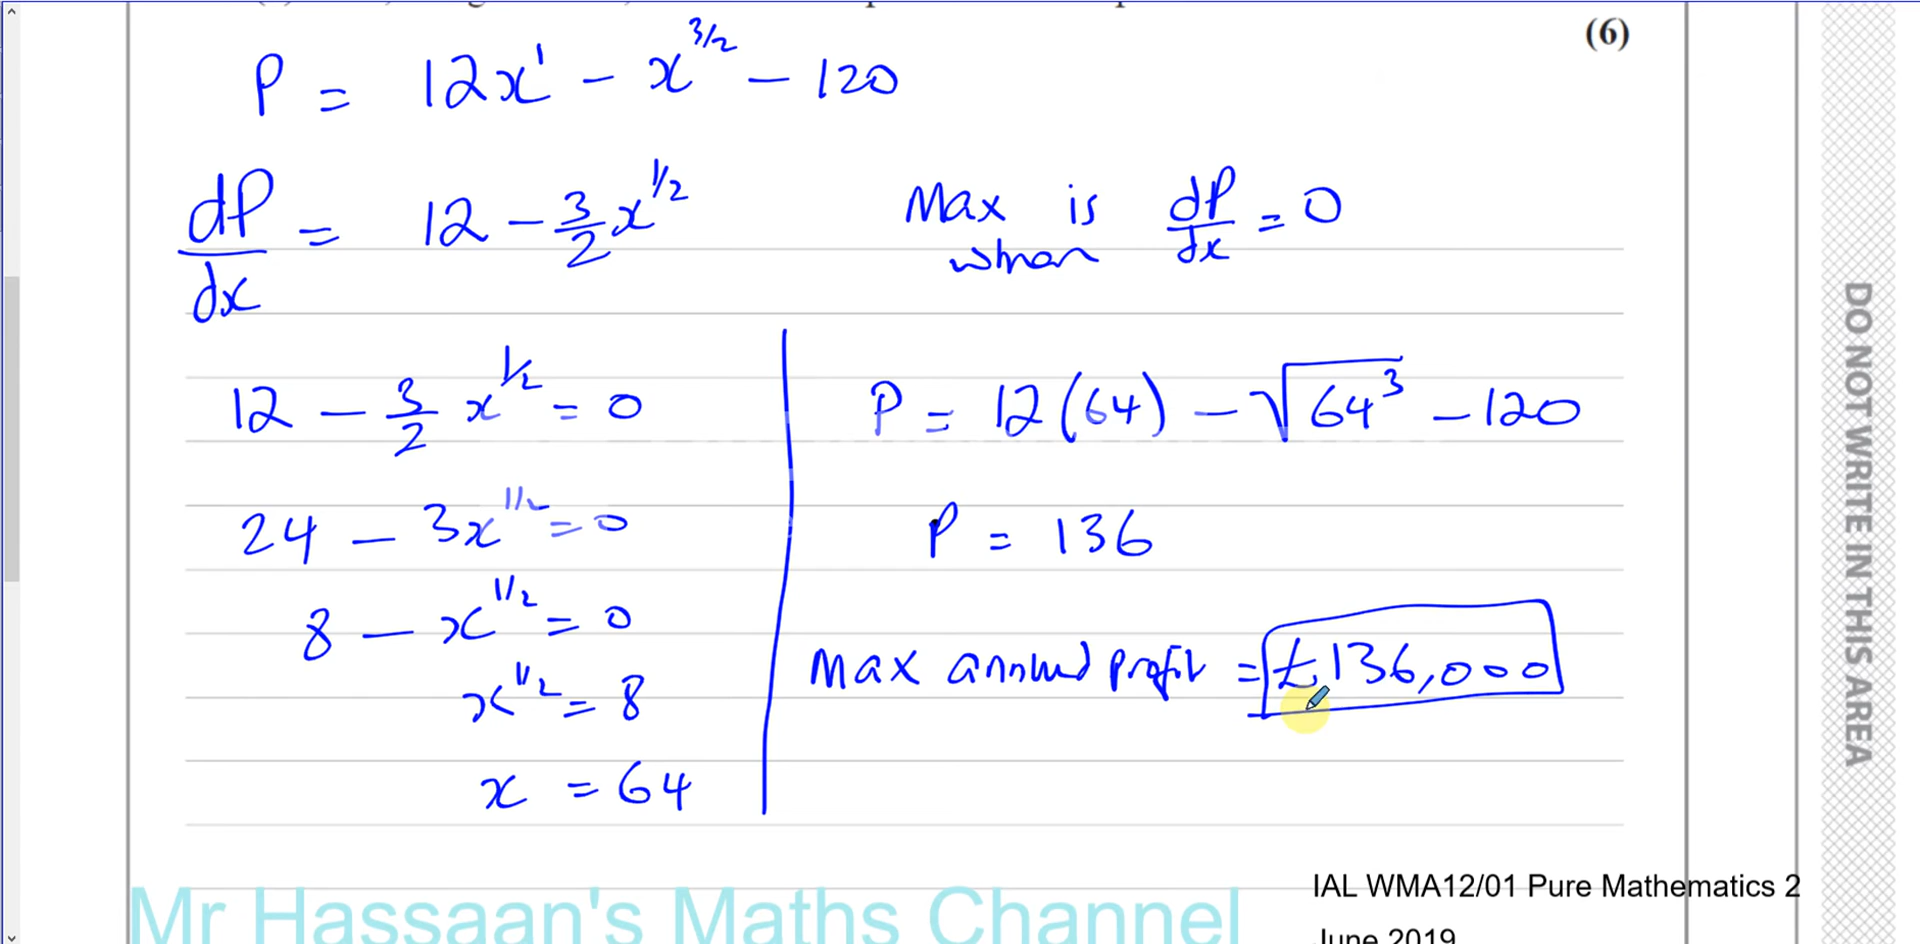 (6)
P = 12x¹ - x^{3/2} - 120
dP/dx = 12 - 3/2 x^{1/2}
Max is when dP/dx = 0
12 - 3/2 x^{1/2} = 0
24 - 3x^{1/2} = 0
8 - x^{1/2} = 0
x^{1/2} = 8
x = 64
P = 12(64) - √64³ - 120
P = 136
Max annual profit = £136,000
DO NOT WRITE IN THIS AREA
Mr Hassaan's Maths Channel
IAL WMA12/01 Pure Mathematics 2
June 2019